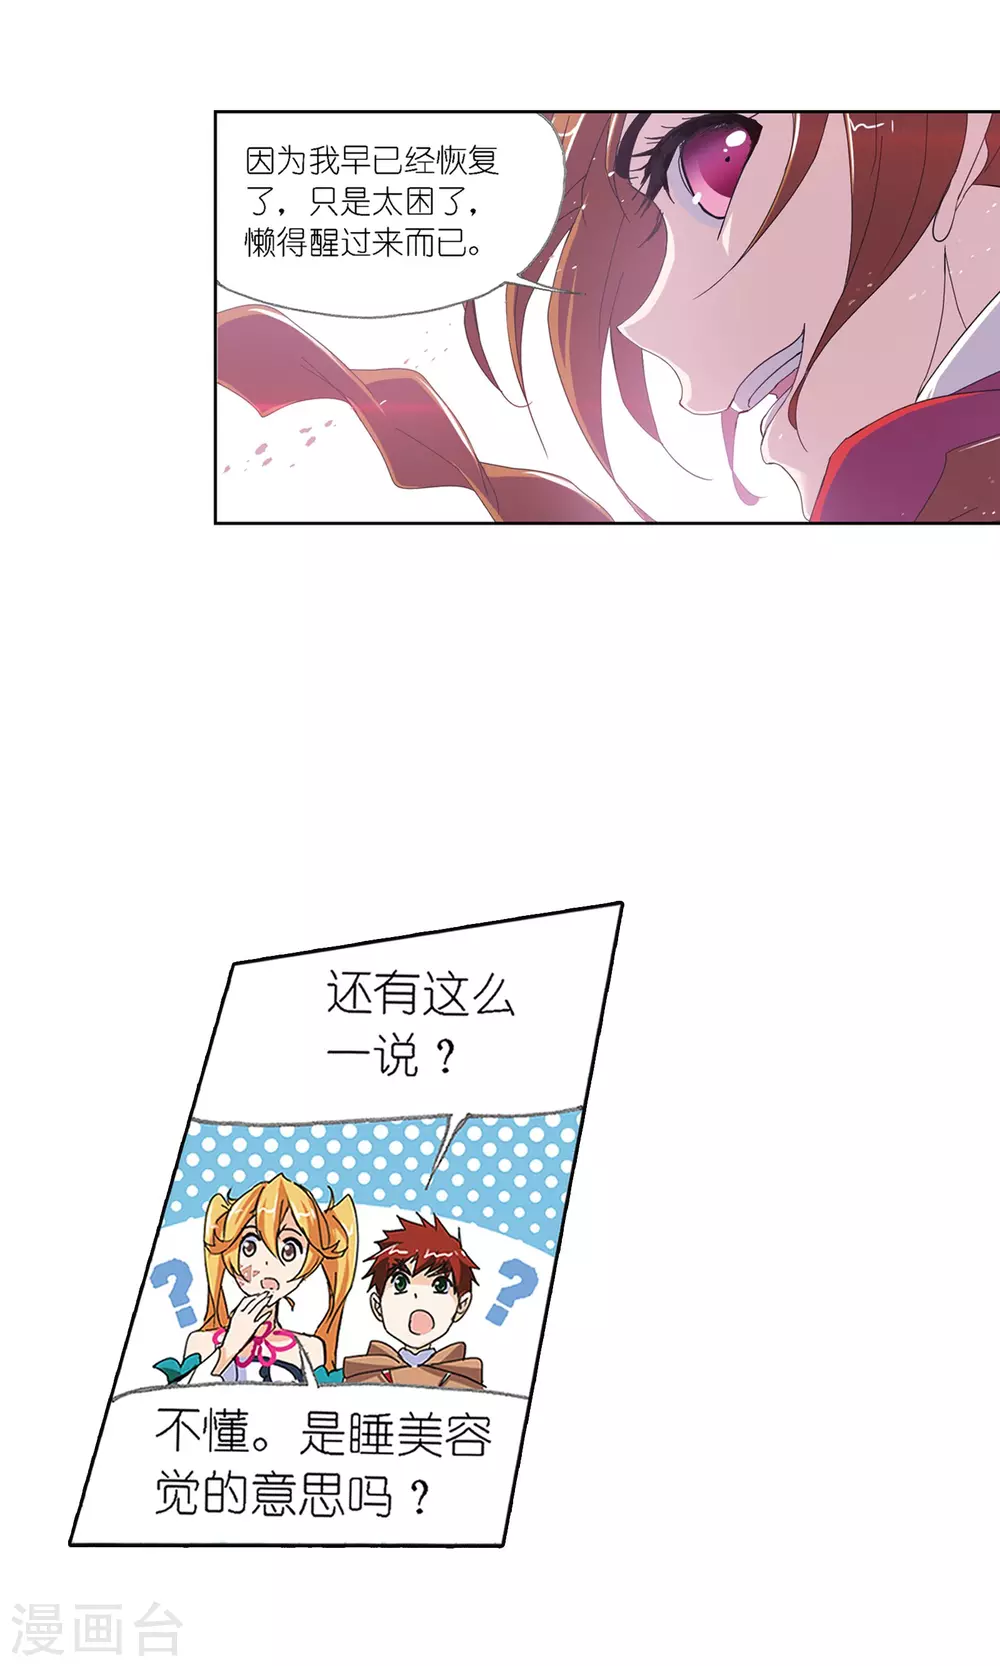 因为我早已经恢复
了，只是太困了，
懒得醒过来而已。
还有这么
一说？
不懂。是睡美容
觉的意思吗？
漫画台